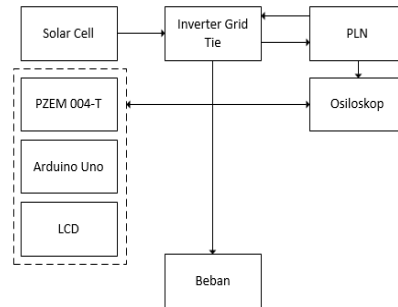 Solar Cell
Inverter Grid
Tie
PLN
PZEM 004-T
Osiloskop
Arduino Uno
LCD
Beban